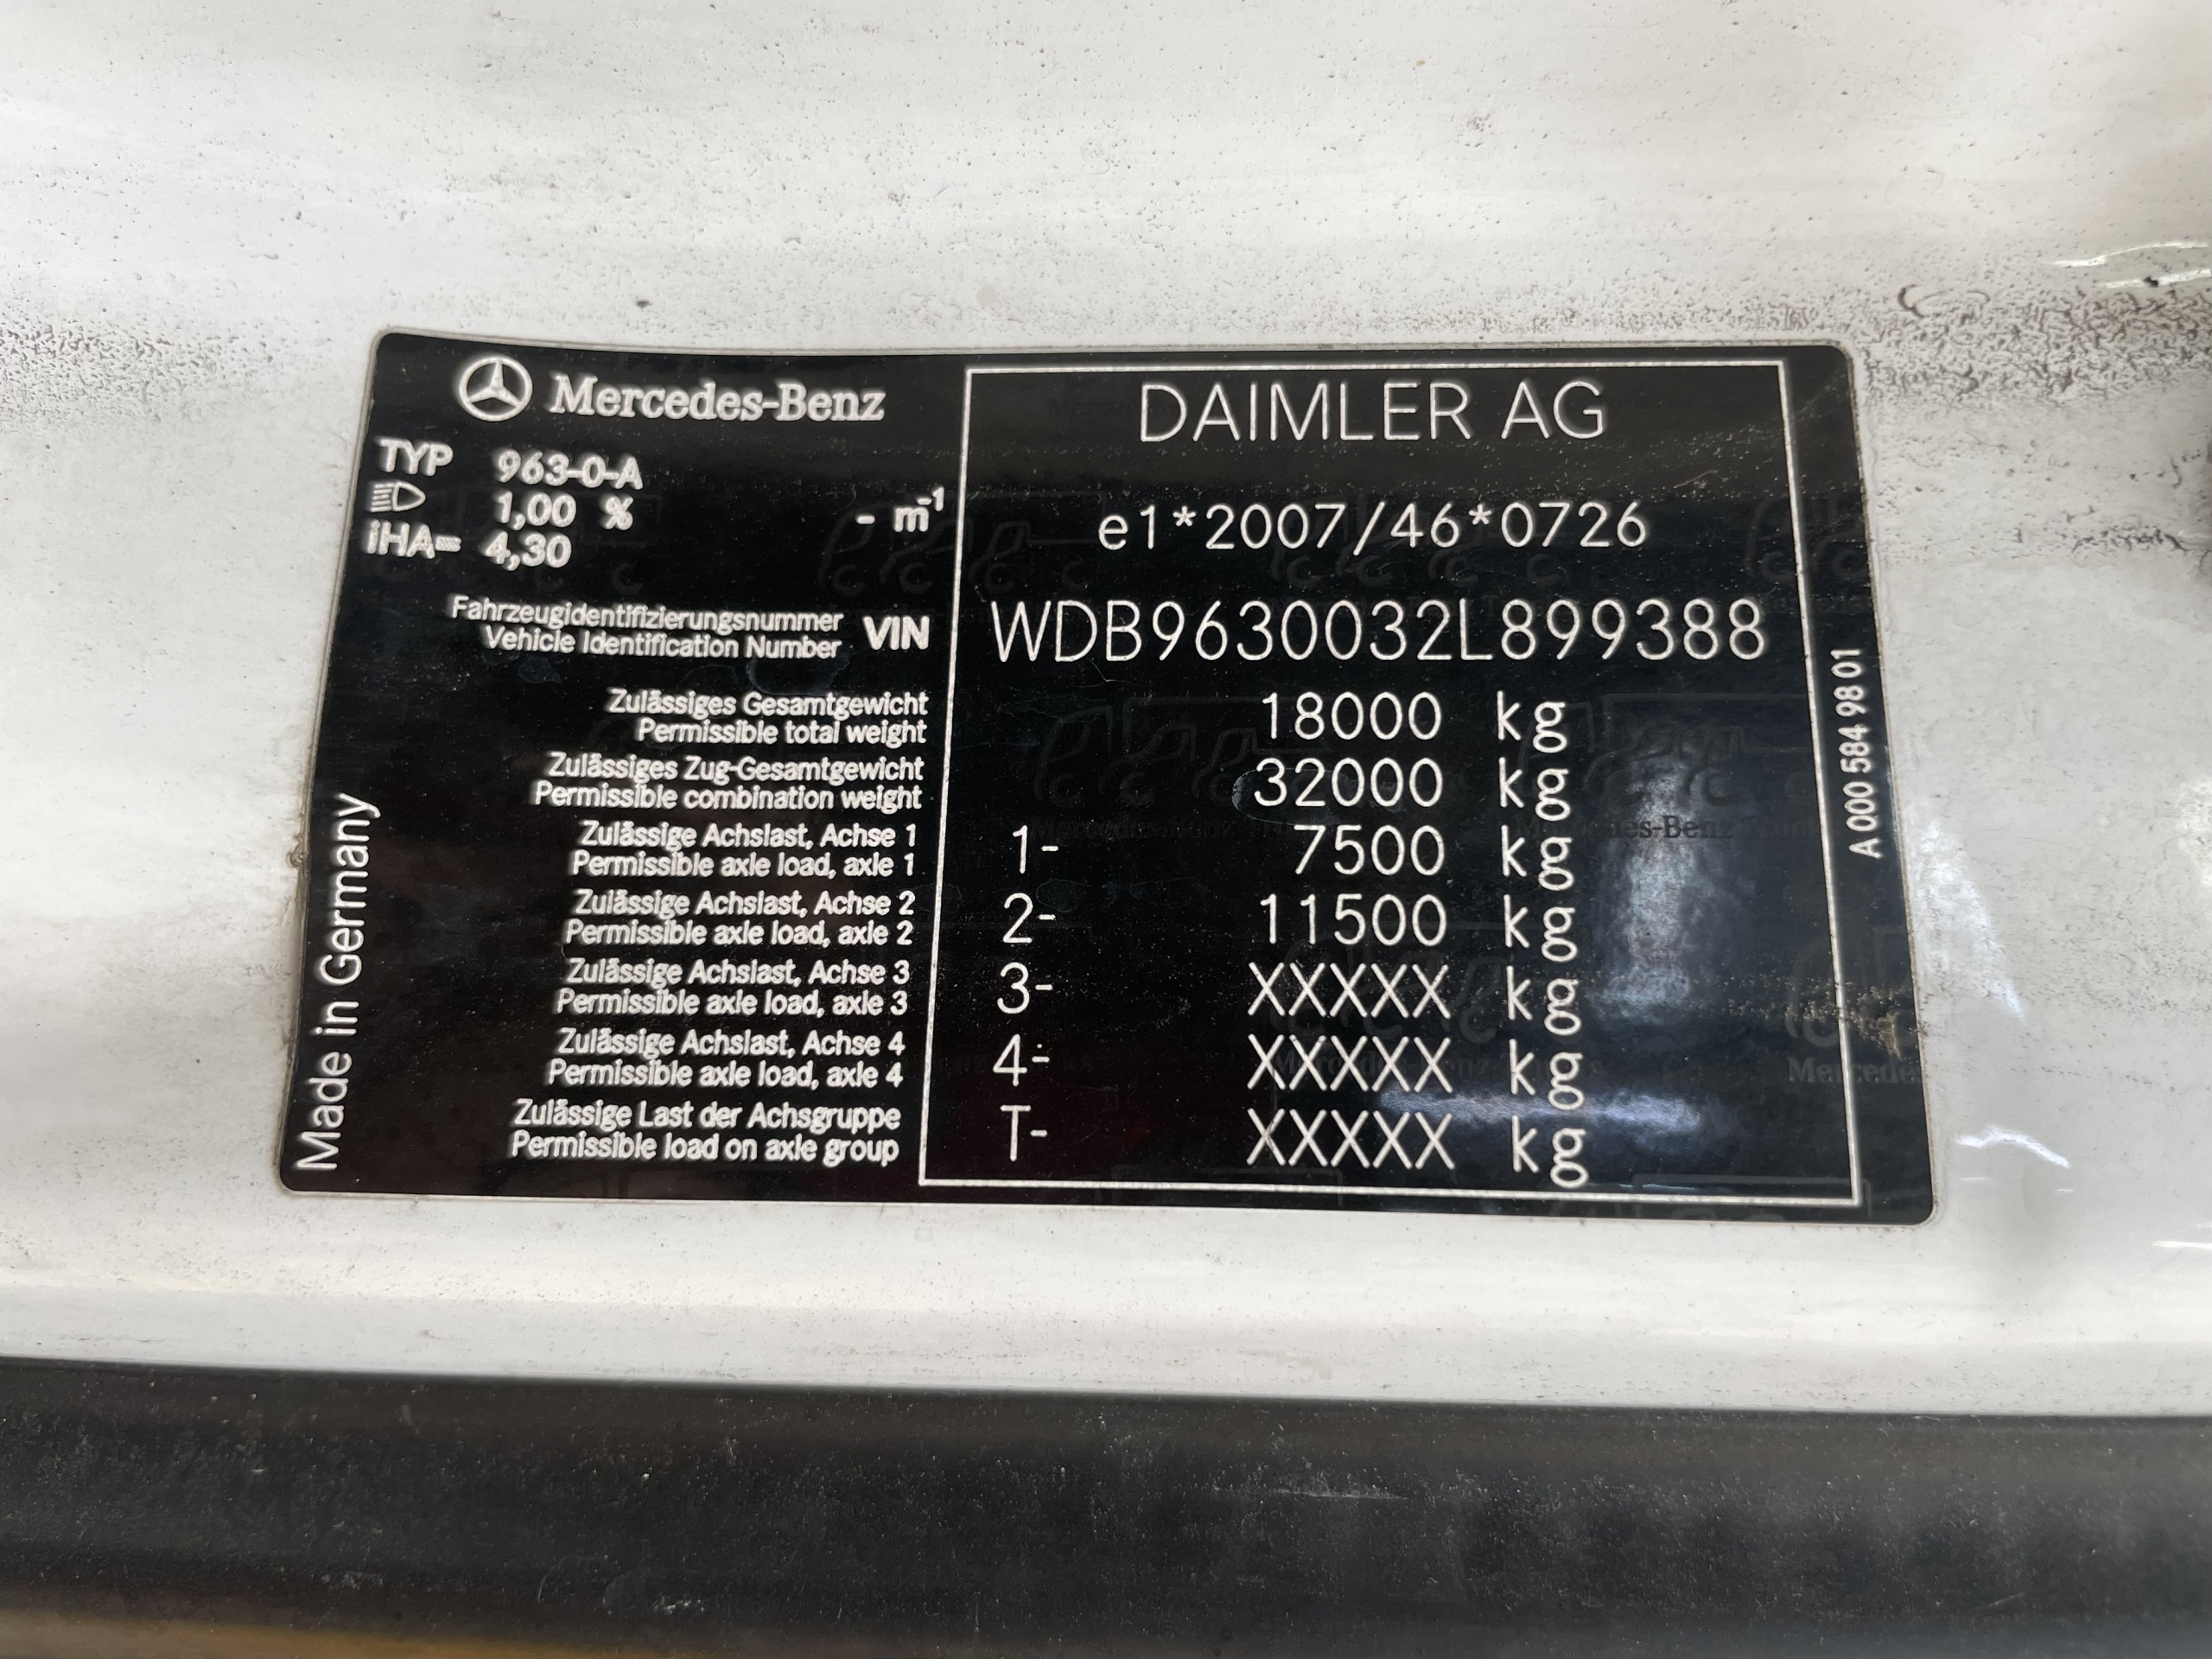 Mercedes-Benz
TYP 963-0-A
1,00 % - m-1
iHA= 4,30
Fahrzeugidentifizierungsnummer
Vehicle Identification Number VIN
Zulässiges Gesamtgewicht
Permissible total weight
Zulässiges Zug-Gesamtgewicht
Permissible combination weight
Zulässige Achslast, Achse 1
Permissible axle load, axle 1
Zulässige Achslast, Achse 2
Permissible axle load, axle 2
Zulässige Achslast, Achse 3
Permissible axle load, axle 3
Zulässige Achslast, Achse 4
Permissible axle load, axle 4
Zulässige Last der Achsgruppe
Permissible load on axle group
Made in Germany
DAIMLER AG
e1*2007/46*0726
WDB9630032L899388
18000 kg
32000 kg
1- 7500 kg
2- 11500 kg
3- XXXXX kg
4- XXXXX kg
T- XXXXX kg
A 000 584 98 01